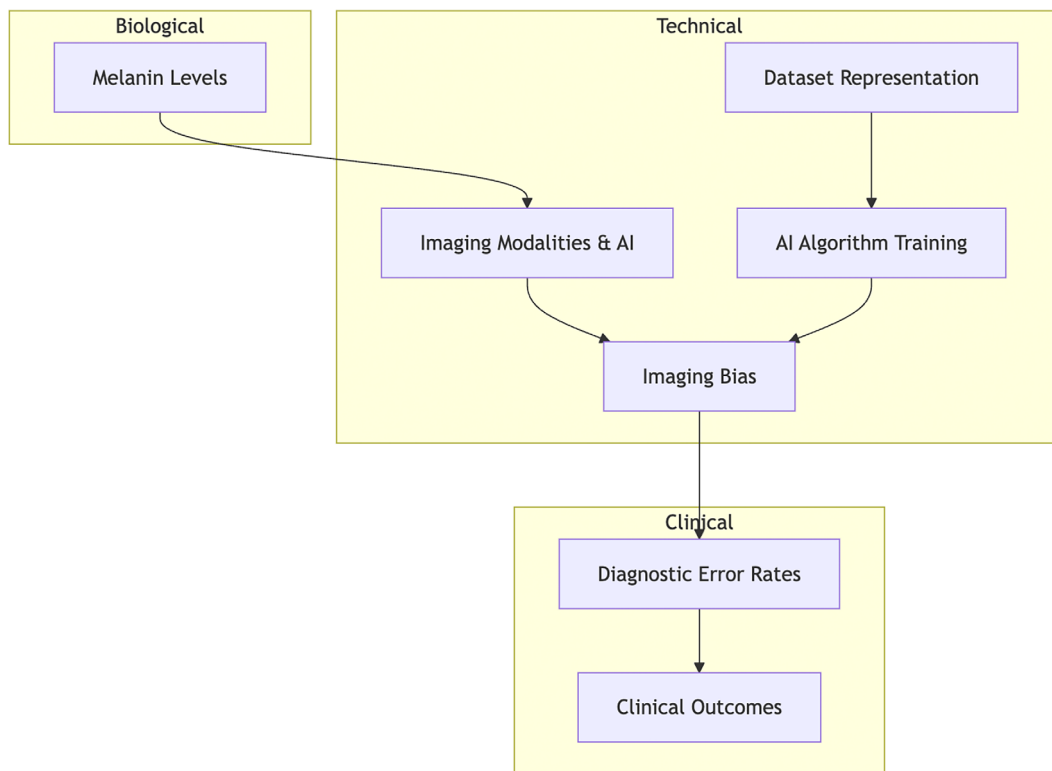 Biological
Technical
Melanin Levels
Dataset Representation
Imaging Modalities & AI
AI Algorithm Training
Imaging Bias
Clinical
Diagnostic Error Rates
Clinical Outcomes